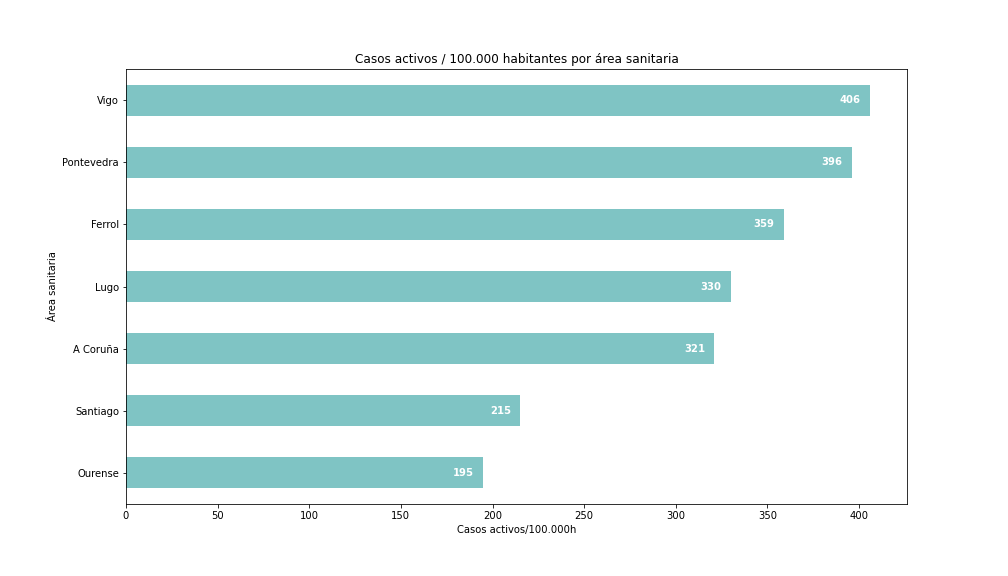 Casos activos / 100.000 habitantes por área sanitaria
Vigo 406
Pontevedra 396
Ferrol 359
Lugo 330
A Coruña 321
Santiago 215
Ourense 195
Área sanitaria
0 50 100 150 200 250 300 350 400
Casos activos/100.000h